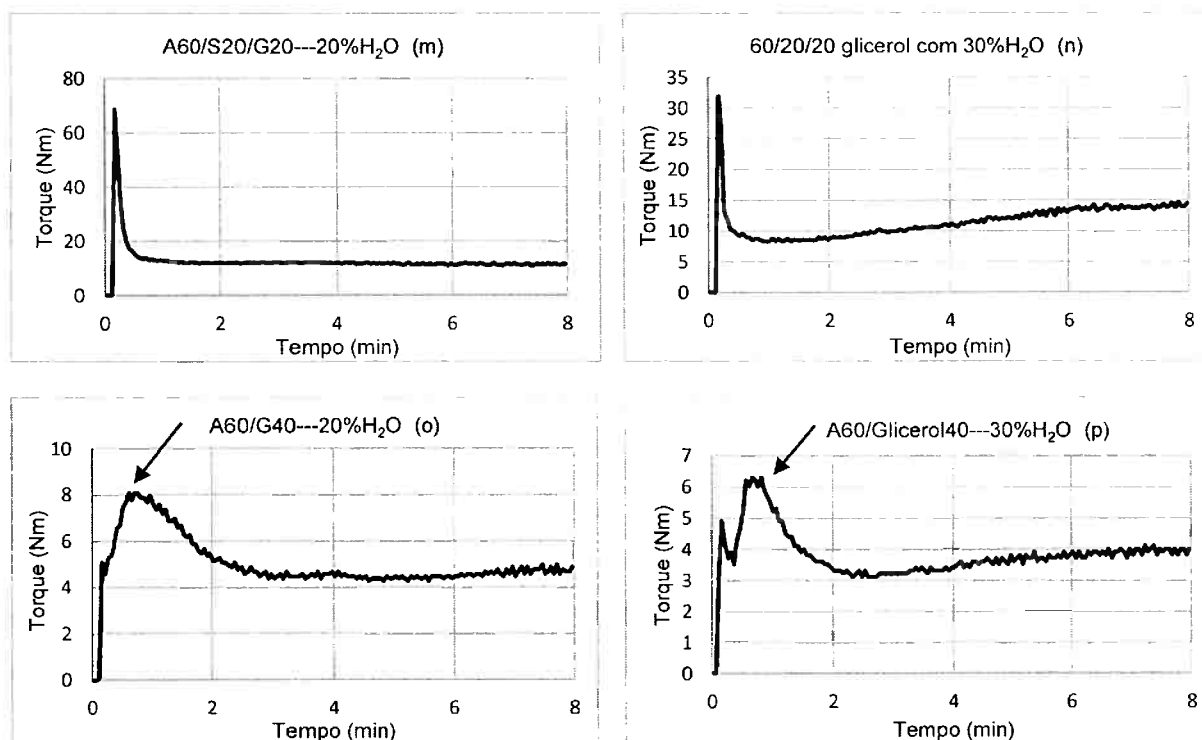 A60/S20/G20---20%H₂O (m)
80
60
40
20
0
Torque (Nm)
0 2 4 6 8
Tempo (min)
60/20/20 glicerol com 30%H₂O (n)
35
30
25
20
15
10
5
0
Torque (Nm)
0 2 4 6 8
Tempo (min)
A60/G40---20%H₂O (o)
10
8
6
4
2
0
Torque (Nm)
0 2 4 6 8
Tempo (min)
A60/Glicerol40---30%H₂O (p)
7
6
5
4
3
2
1
0
Torque (Nm)
0 2 4 6 8
Tempo (min)